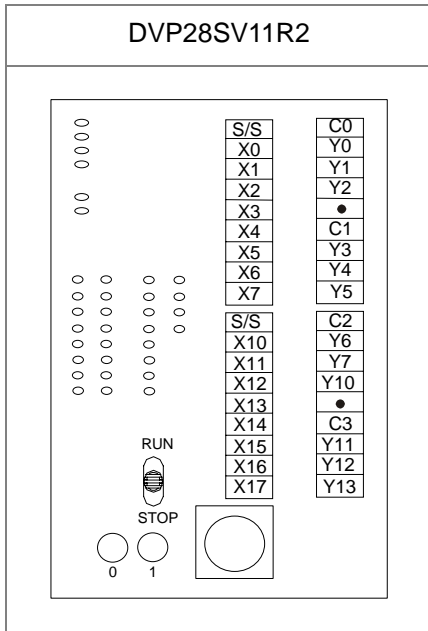 DVP28SV11R2
S/S C0
X0 Y0
X1 Y1
X2 Y2
X3 ●
X4 C1
X5 Y3
X6 Y4
X7 Y5
S/S C2
X10 Y6
X11 Y7
X12 Y10
X13 ●
X14 C3
X15 Y11
X16 Y12
X17 Y13
RUN
STOP
0 1